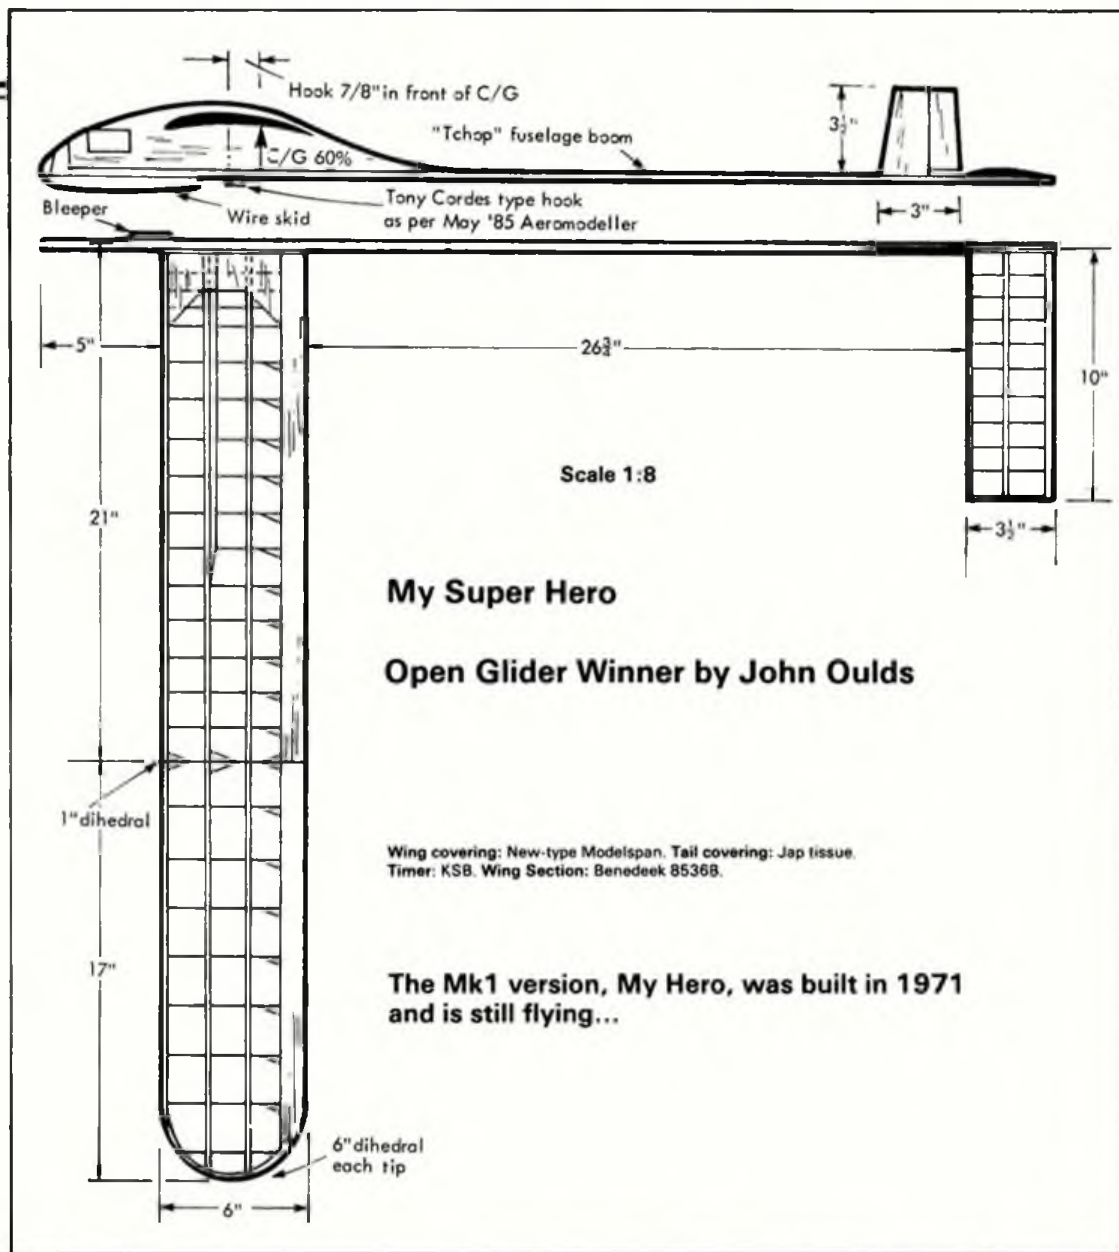 Hook 7/8" in front of C/G
"Tchop" fuselage boom
3½"
C/G 60%
Tony Cordes type hook
as per May '85 Aeromodeller
Bleeper
Wire skid
3"
5"
26¾"
10"
Scale 1:8
21"
3½"
My Super Hero
Open Glider Winner by John Oulds
1" dihedral
Wing covering: New-type Modelspan. Tail covering: Jap tissue.
Timer: KSB. Wing Section: Benedeek 8536B.
17"
The Mk1 version, My Hero, was built in 1971
and is still flying...
6" dihedral
each tip
6"